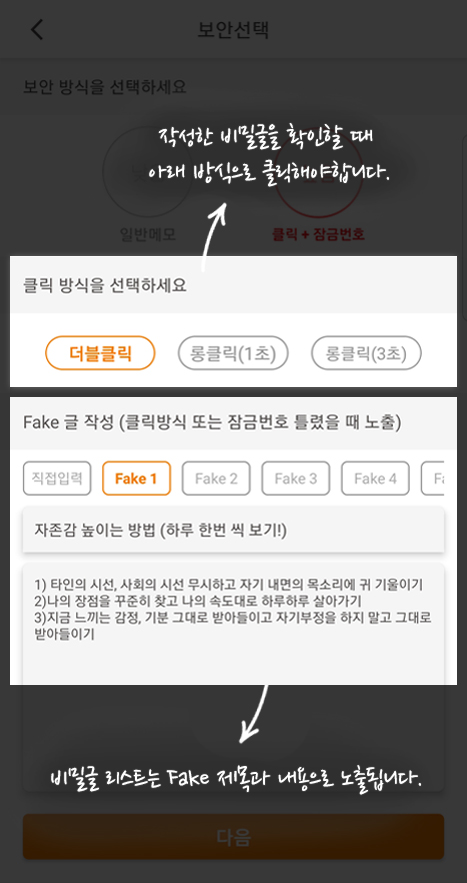 보안선택
보안 방식을 선택하세요
작성한 비밀글을 확인할 때
아래 방식으로 클릭해야합니다.
일반메모
클릭 + 잠금번호
클릭 방식을 선택하세요
더블클릭
롱클릭(1초)
롱클릭(3초)
Fake 글 작성 (클릭방식 또는 잠금번호 틀렸을 때 노출)
직접입력
Fake 1
Fake 2
Fake 3
Fake 4
Fa
자존감 높이는 방법 (하루 한번 씩 보기!)
1) 타인의 시선, 사회의 시선 무시하고 자기 내면의 목소리에 귀 기울이기
2)나의 장점을 꾸준히 찾고 나의 속도대로 하루하루 살아가기
3)지금 느끼는 감정, 기분 그대로 받아들이고 자기부정을 하지 말고 그대로
받아들이기
비밀글 리스트는 Fake 제목과 내용으로 노출됩니다.
다음